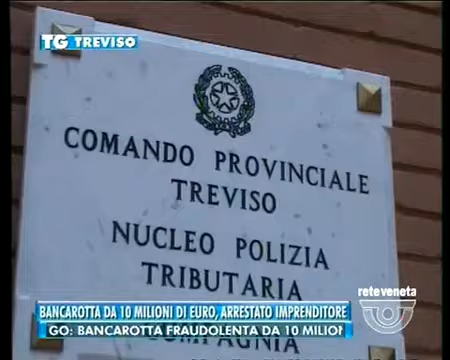 TG TREVISO
COMANDO PROVINCIALE
TREVISO
NUCLEO POLIZIA
TRIBUTARIA
reteveneta
BANCAROTTA DA 10 MILIONI DI EURO, ARRESTATO IMPRENDITORE
GO: BANCAROTTA FRAUDOLENTA DA 10 MILIO
COMPAGNIA